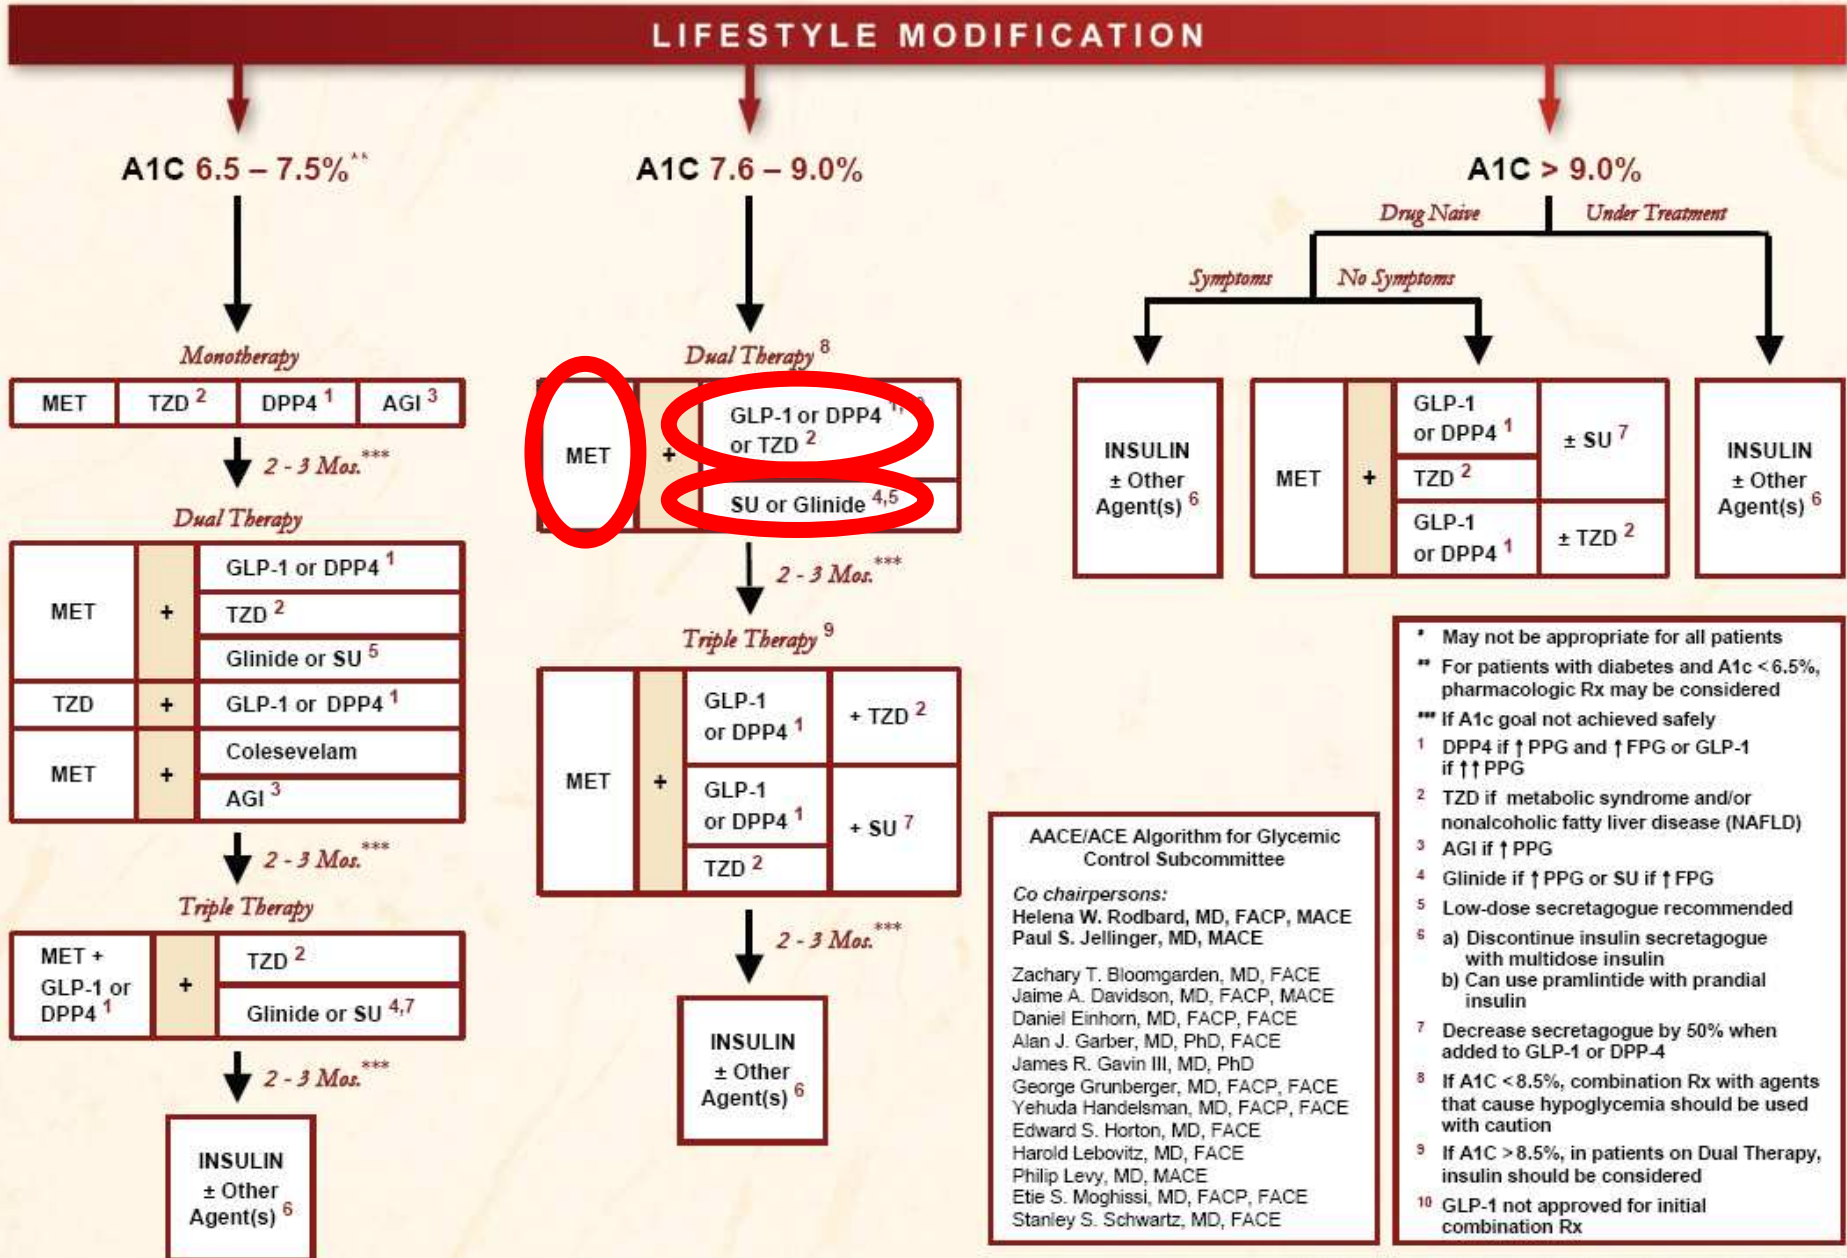 LIFESTYLE MODIFICATION
A1C 6.5 – 7.5%**
Monotherapy
MET TZD 2 DPP4 1 AGI 3
2 - 3 Mos.***
Dual Therapy
MET + GLP-1 or DPP4 1
TZD 2
Glinide or SU 5
TZD + GLP-1 or DPP4 1
MET + Colesevelam
AGI 3
2 - 3 Mos.***
Triple Therapy
MET +
GLP-1 or
DPP4 1
+
TZD 2
Glinide or SU 4,7
2 - 3 Mos.***
INSULIN
± Other
Agent(s) 6
A1C 7.6 – 9.0%
Dual Therapy 8
MET + GLP-1 or DPP4
or TZD 2
SU or Glinide 4,5
2 - 3 Mos.***
Triple Therapy 9
MET +
GLP-1
or DPP4 1
+ TZD 2
GLP-1
or DPP4 1
TZD 2
+ SU 7
2 - 3 Mos.***
INSULIN
± Other
Agent(s) 6
A1C > 9.0%
Drug Naive Under Treatment
Symptoms No Symptoms
INSULIN
± Other
Agent(s) 6
MET +
GLP-1
or DPP4 1
TZD 2
± SU 7
GLP-1
or DPP4 1
± TZD 2
INSULIN
± Other
Agent(s) 6
AACE/ACE Algorithm for Glycemic
Control Subcommittee
Co chairpersons:
Helena W. Rodbard, MD, FACP, MACE
Paul S. Jellinger, MD, MACE
Zachary T. Bloomgarden, MD, FACE
Jaime A. Davidson, MD, FACP, MACE
Daniel Einhorn, MD, FACP, FACE
Alan J. Garber, MD, PhD, FACE
James R. Gavin III, MD, PhD
George Grunberger, MD, FACP, FACE
Yehuda Handelsman, MD, FACP, FACE
Edward S. Horton, MD, FACE
Harold Lebovitz, MD, FACE
Philip Levy, MD, MACE
Etie S. Moghissi, MD, FACP, FACE
Stanley S. Schwartz, MD, FACE
* May not be appropriate for all patients
** For patients with diabetes and A1c < 6.5%,
pharmacologic Rx may be considered
*** If A1c goal not achieved safely
1 DPP4 if ↑ PPG and ↑ FPG or GLP-1
if ↑↑ PPG
2 TZD if metabolic syndrome and/or
nonalcoholic fatty liver disease (NAFLD)
3 AGI if ↑ PPG
4 Glinide if ↑ PPG or SU if ↑ FPG
5 Low-dose secretagogue recommended
6 a) Discontinue insulin secretagogue
with multidose insulin
b) Can use pramlintide with prandial
insulin
7 Decrease secretagogue by 50% when
added to GLP-1 or DPP-4
8 If A1C < 8.5%, combination Rx with agents
that cause hypoglycemia should be used
with caution
9 If A1C > 8.5%, in patients on Dual Therapy,
insulin should be considered
10 GLP-1 not approved for initial
combination Rx